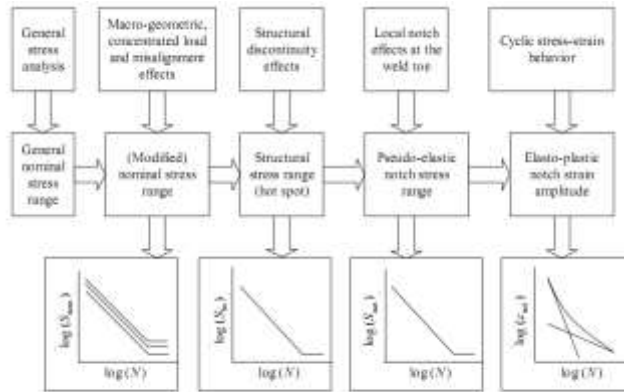 General
stress
analysis
Macro-geometric,
concentrated load
and misalignment
effects
Structural
discontinuity
effects
Local notch
effects at the
weld toe
Cyclic stress-strain
behavior
General
nominal
stress
range
(Modified)
nominal stress
range
Structural
stress range
(hot spot)
Pseudo-elastic
notch stress
range
Elasto-plastic
notch strain
amplitude
log (N)
log (N)
log (N)
log (N)